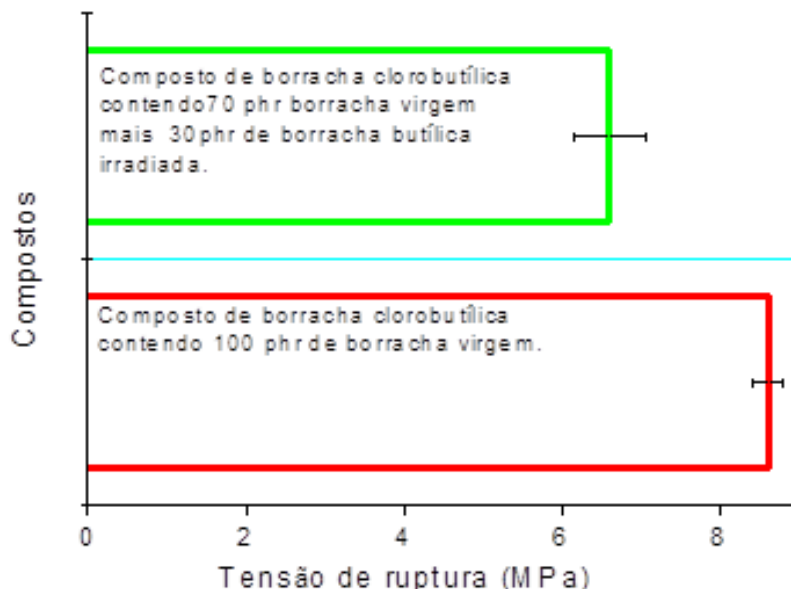 Composto de borracha clorobutílica
contendo70 phr borracha virgem
mais 30phr de borracha butílica
irradiada.
Compostos
Composto de borracha clorobutílica
contendo 100 phr de borracha virgem.
0 2 4 6 8
Tensão de ruptura (MPa)